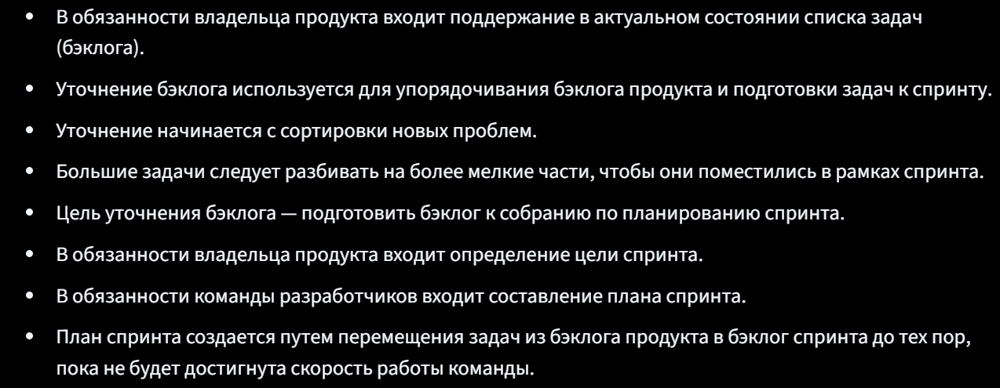 • В обязанности владельца продукта входит поддержание в актуальном состоянии списка задач
(бэклога).
• Уточнение бэклога используется для упорядочивания бэклога продукта и подготовки задач к спринту.
• Уточнение начинается с сортировки новых проблем.
• Большие задачи следует разбивать на более мелкие части, чтобы они поместились в рамках спринта.
• Цель уточнения бэклога — подготовить бэклог к собранию по планированию спринта.
• В обязанности владельца продукта входит определение цели спринта.
• В обязанности команды разработчиков входит составление плана спринта.
• План спринта создается путем перемещения задач из бэклога продукта в бэклог спринта до тех пор,
пока не будет достигнута скорость работы команды.